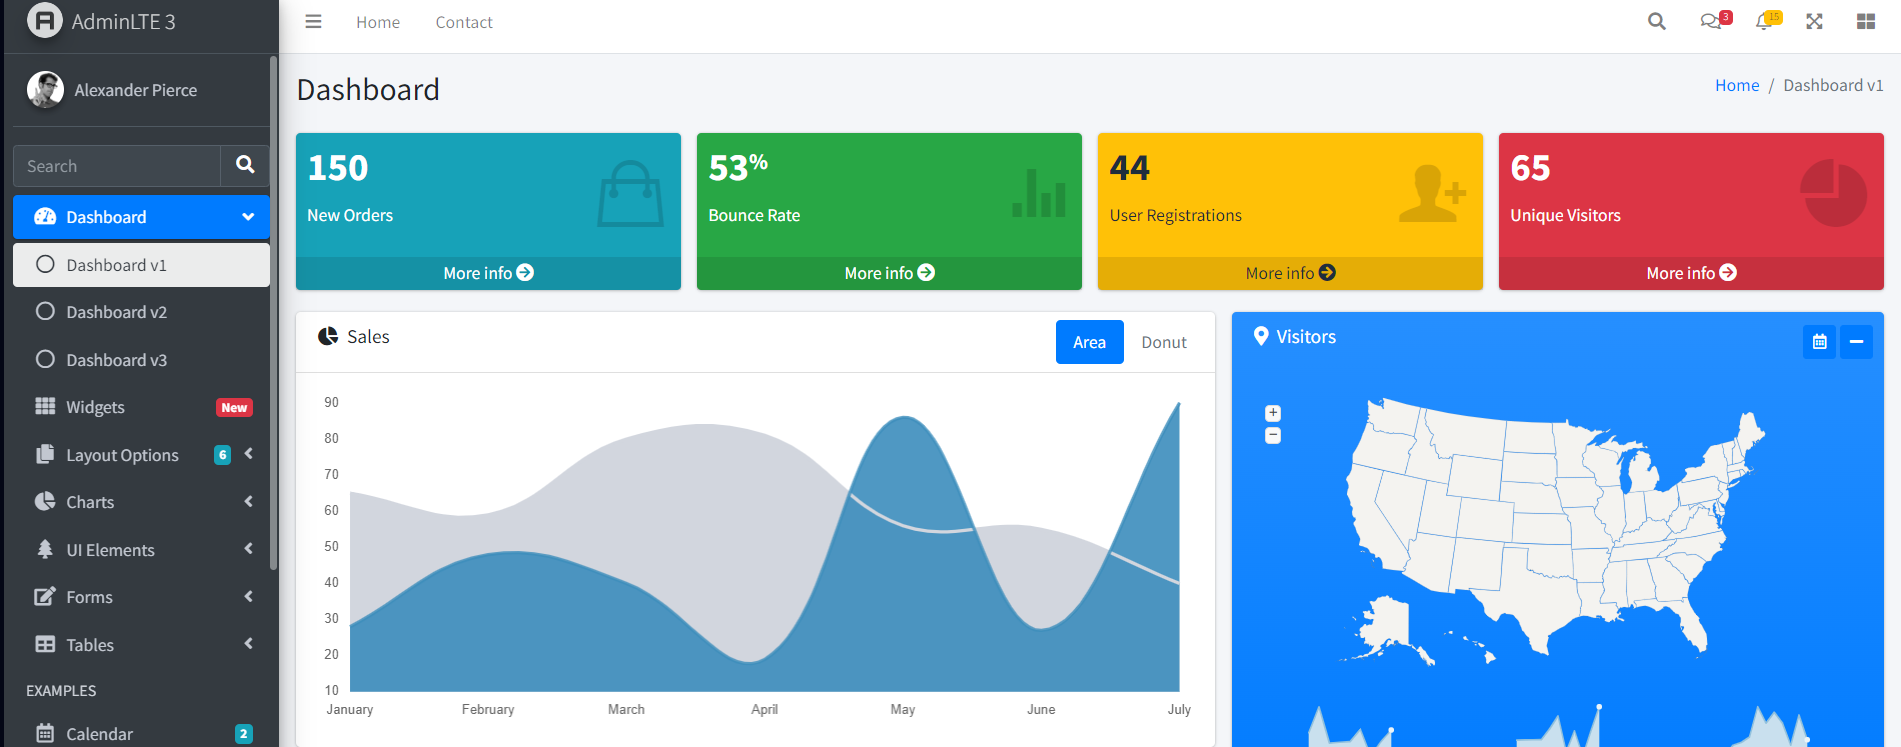 AdminLTE 3
Home
Contact
3
15
Alexander Pierce
Search
Dashboard
Dashboard v1
Dashboard v2
Dashboard v3
Widgets
New
Layout Options
6
Charts
UI Elements
Forms
Tables
EXAMPLES
Calendar
2
Dashboard
Home / Dashboard v1
150
New Orders
More info
53%
Bounce Rate
More info
44
User Registrations
More info
65
Unique Visitors
More info
Sales
Area
Donut
90
80
70
60
50
40
30
20
10
January February March April May June July
Visitors
+
−